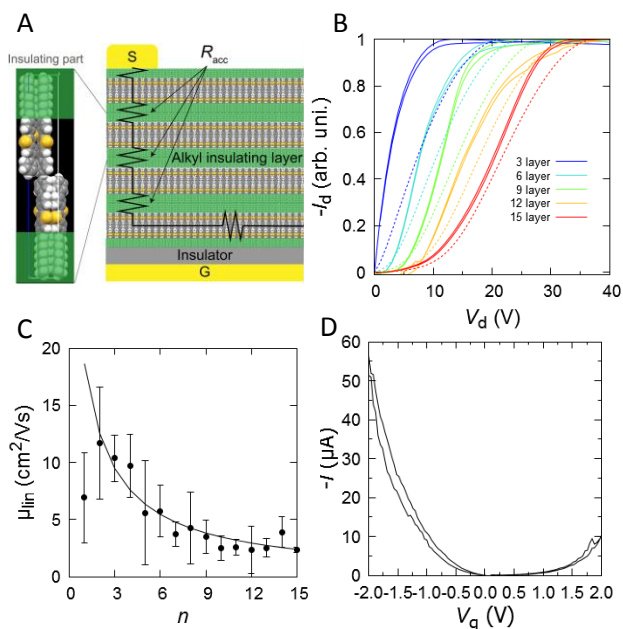 A
Insulating part
R_acc
S
Alkyl insulating layer
Insulator
G
B
-I_d (arb. uni.)
1
0.8
0.6
0.4
0.2
0
3 layer
6 layer
9 layer
12 layer
15 layer
0 10 20 30 40
V_d (V)
C
μ_lin (cm²/Vs)
20
15
10
5
0
0 3 6 9 12 15
n
D
-I (μA)
60
50
40
30
20
10
0
-2.0 -1.5 -1.0 -0.5 0 0.5 1.0 1.5 2.0
V_g (V)